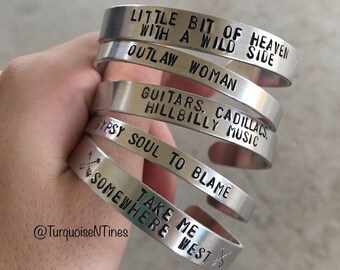 LITTLE BIT OF HEAVEN
WITH A WILD SIDE
OUTLAW WOMAN
GUITARS, CADILLACS,
HILLBILLY MUSIC
GYPSY SOUL TO BLAME
TAKE ME
SOMEWHERE WEST
@TurquoiseNTines